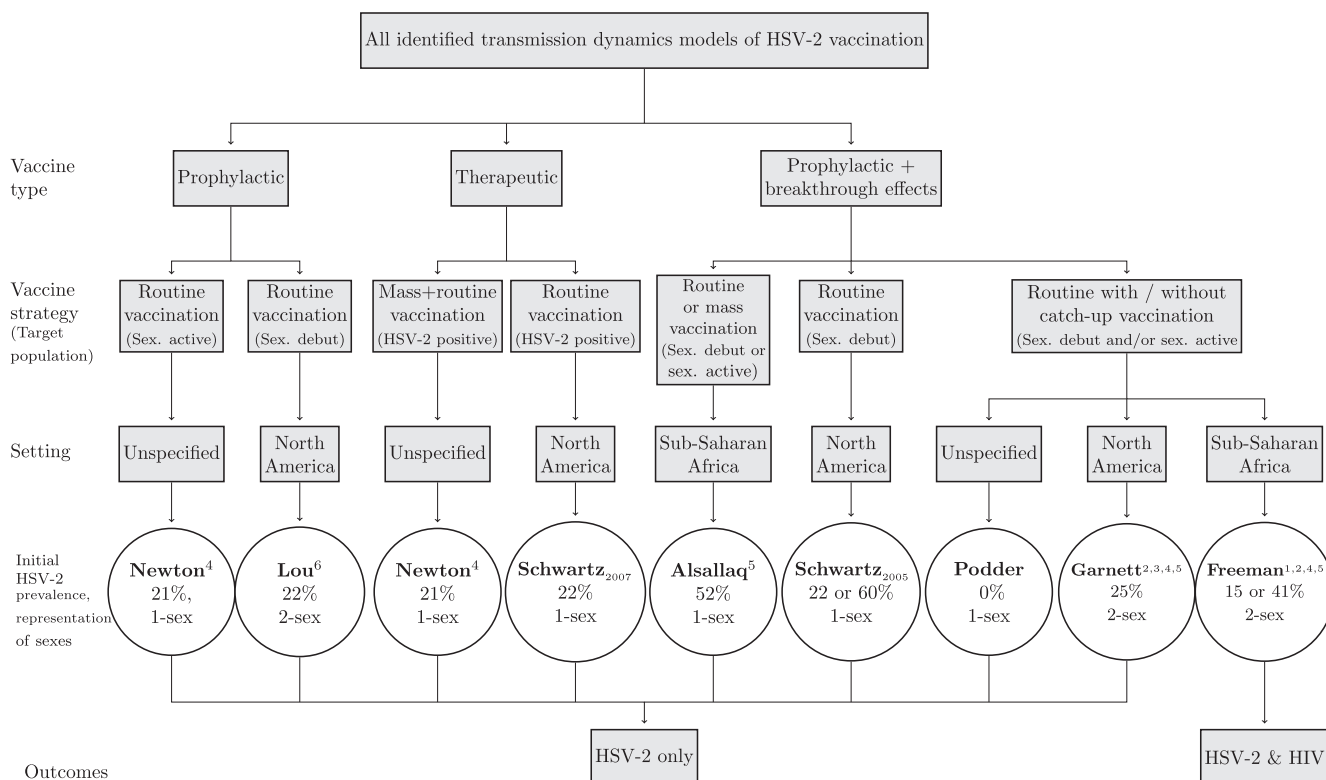 All identified transmission dynamics models of HSV-2 vaccination
Vaccine
type
Prophylactic
Therapeutic
Prophylactic +
breakthrough effects
Vaccine
strategy
(Target
population)
Routine
vaccination
(Sex. active)
Routine
vaccination
(Sex. debut)
Mass+routine
vaccination
(HSV-2 positive)
Routine
vaccination
(HSV-2 positive)
Routine
or mass
vaccination
(Sex. debut or
sex. active)
Routine
vaccination
(Sex. debut)
Routine with / without
catch-up vaccination
(Sex. debut and/or sex. active
Setting
Unspecified
North
America
Unspecified
North
America
Sub-Saharan
Africa
North
America
Unspecified
North
America
Sub-Saharan
Africa
Initial
HSV-2
prevalence,
representation
of sexes
Newton⁴
21%,
1-sex
Lou⁶
22%
2-sex
Newton⁴
21%
1-sex
Schwartz₂₀₀₇
22%
1-sex
Alsallaq⁵
52%
1-sex
Schwartz₂₀₀₅
22 or 60%
1-sex
Podder
0%
1-sex
Garnett²,³,⁴,⁵
25%
2-sex
Freeman¹,²,⁴,⁵
15 or 41%
2-sex
Outcomes
HSV-2 only
HSV-2 & HIV